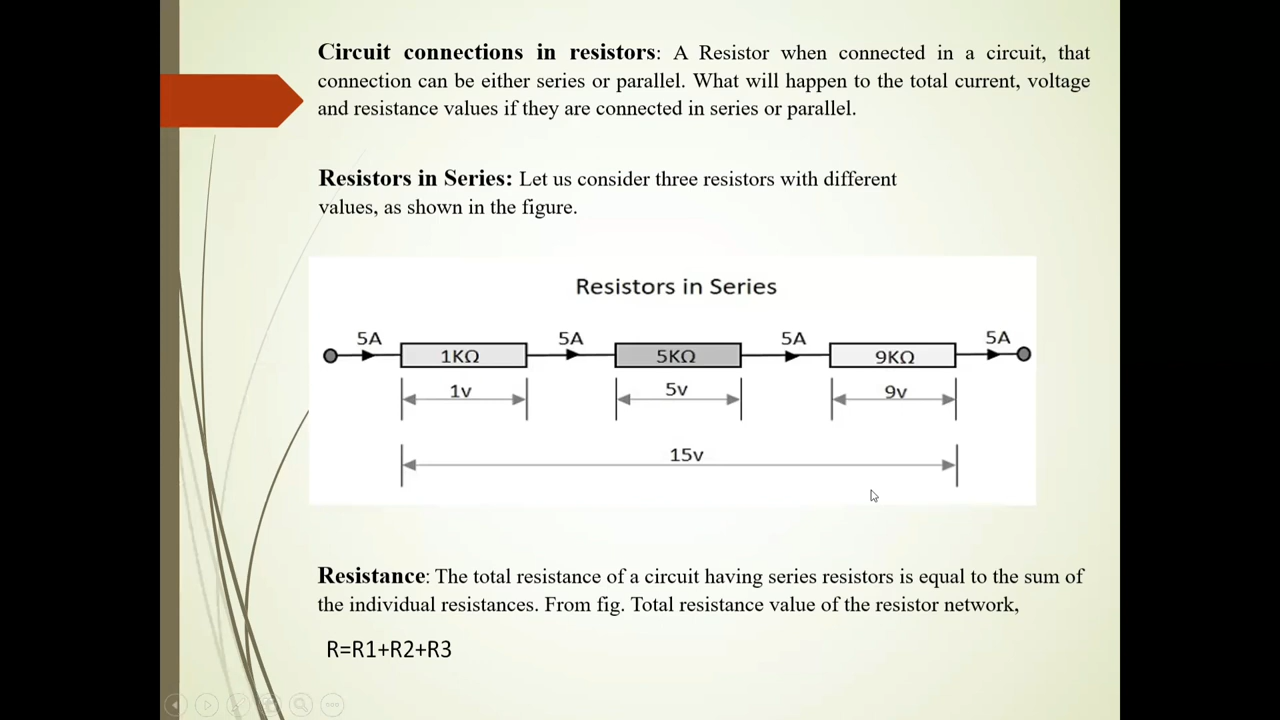 Circuit connections in resistors: A Resistor when connected in a circuit, that
connection can be either series or parallel. What will happen to the total current, voltage
and resistance values if they are connected in series or parallel.
Resistors in Series: Let us consider three resistors with different
values, as shown in the figure.
Resistors in Series
5A 5A 5A 5A
1KΩ 5KΩ 9KΩ
1v 5v 9v
15v
Resistance: The total resistance of a circuit having series resistors is equal to the sum of
the individual resistances. From fig. Total resistance value of the resistor network,
R=R1+R2+R3